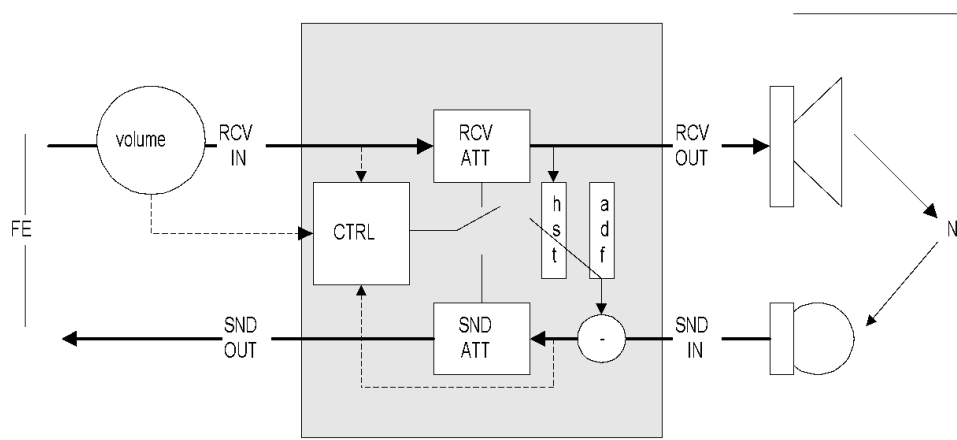 volume
RCV
IN
RCV
ATT
RCV
OUT
FE
CTRL
h
s
t
a
d
f
N
SND
OUT
SND
ATT
-
SND
IN